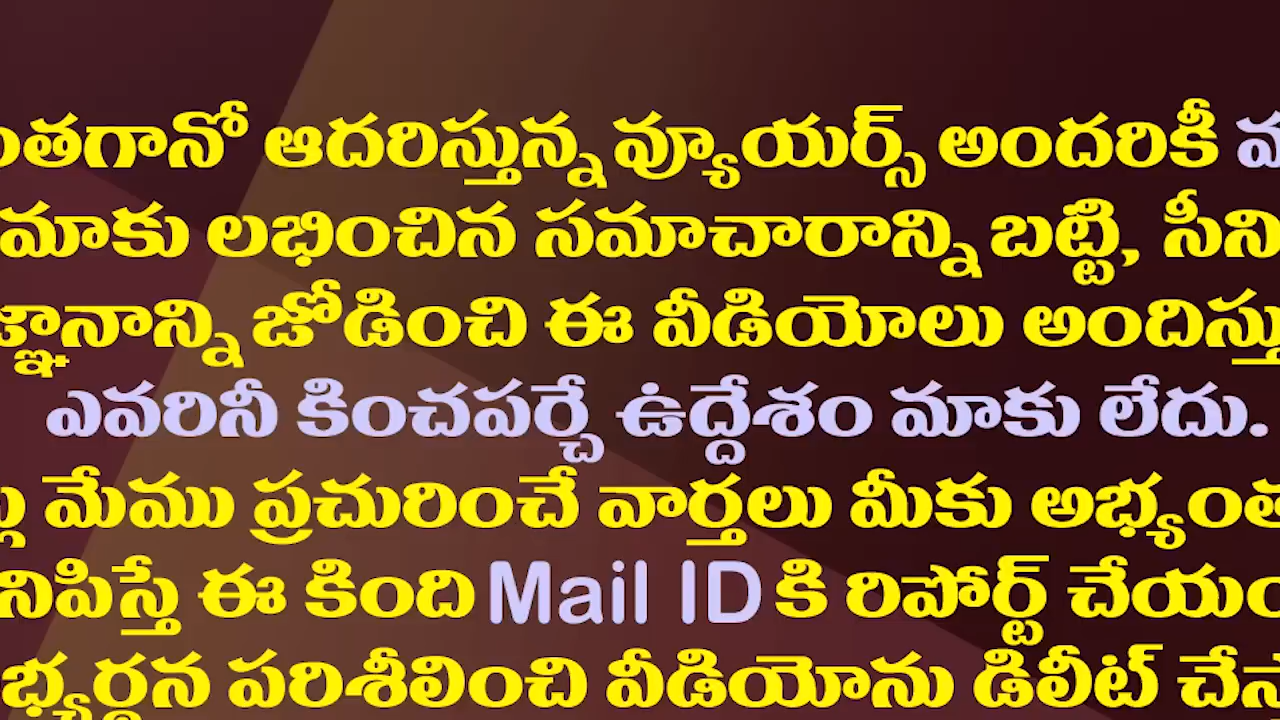 ఆదరిస్తున్న వ్యూయర్స్ అందరికీ
మాకు లభించిన సమాచారాన్ని బట్టి,
జోడించి ఈ వీడియోలు
ఎవరినీ కించపర్చే ఉద్దేశం మాకు లేదు.
మేము ప్రచురించే వార్తలు మీకు
ఈ కింది Mail ID కి రిపోర్ట్
పరిశీలించి వీడియోను డిలీట్